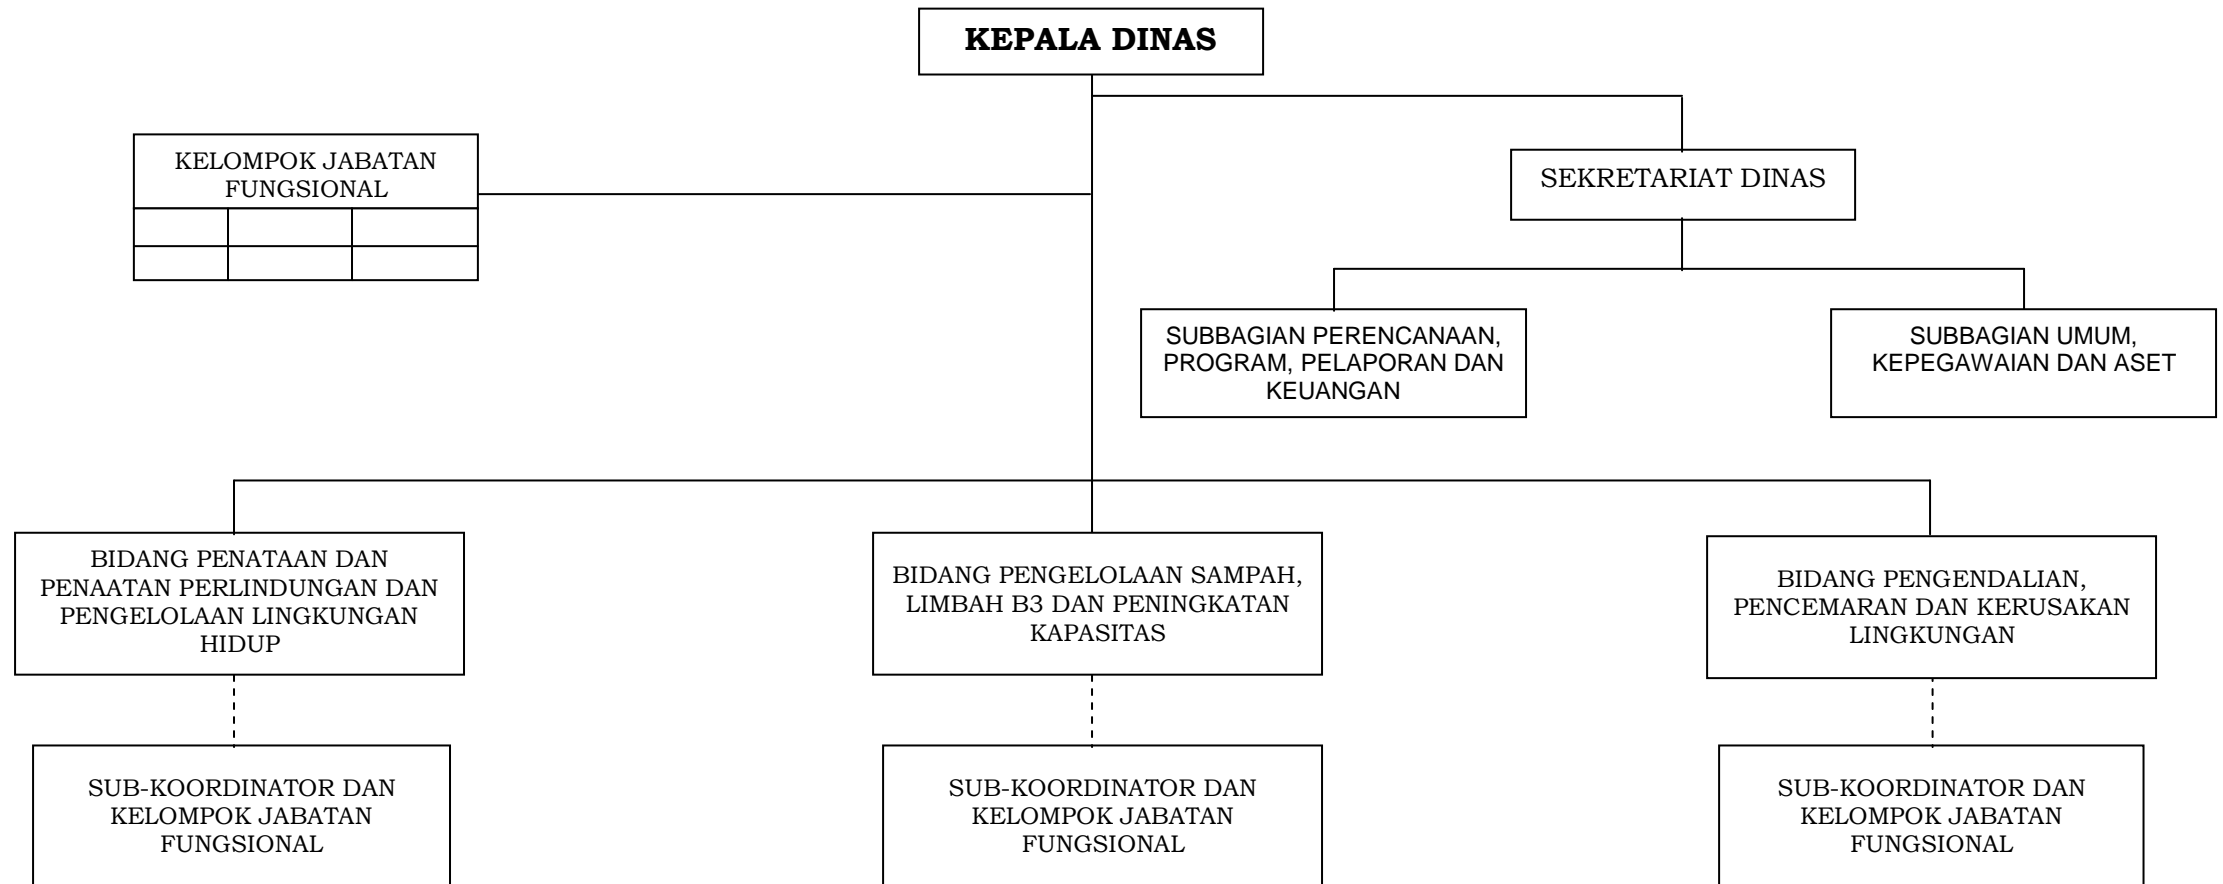 KEPALA DINAS
KELOMPOK JABATAN
FUNGSIONAL
SEKRETARIAT DINAS
SUBBAGIAN PERENCANAAN,
PROGRAM, PELAPORAN DAN
KEUANGAN
SUBBAGIAN UMUM,
KEPEGAWAIAN DAN ASET
BIDANG PENATAAN DAN
PENAATAN PERLINDUNGAN DAN
PENGELOLAAN LINGKUNGAN
HIDUP
BIDANG PENGELOLAAN SAMPAH,
LIMBAH B3 DAN PENINGKATAN
KAPASITAS
BIDANG PENGENDALIAN,
PENCEMARAN DAN KERUSAKAN
LINGKUNGAN
SUB-KOORDINATOR DAN
KELOMPOK JABATAN
FUNGSIONAL
SUB-KOORDINATOR DAN
KELOMPOK JABATAN
FUNGSIONAL
SUB-KOORDINATOR DAN
KELOMPOK JABATAN
FUNGSIONAL